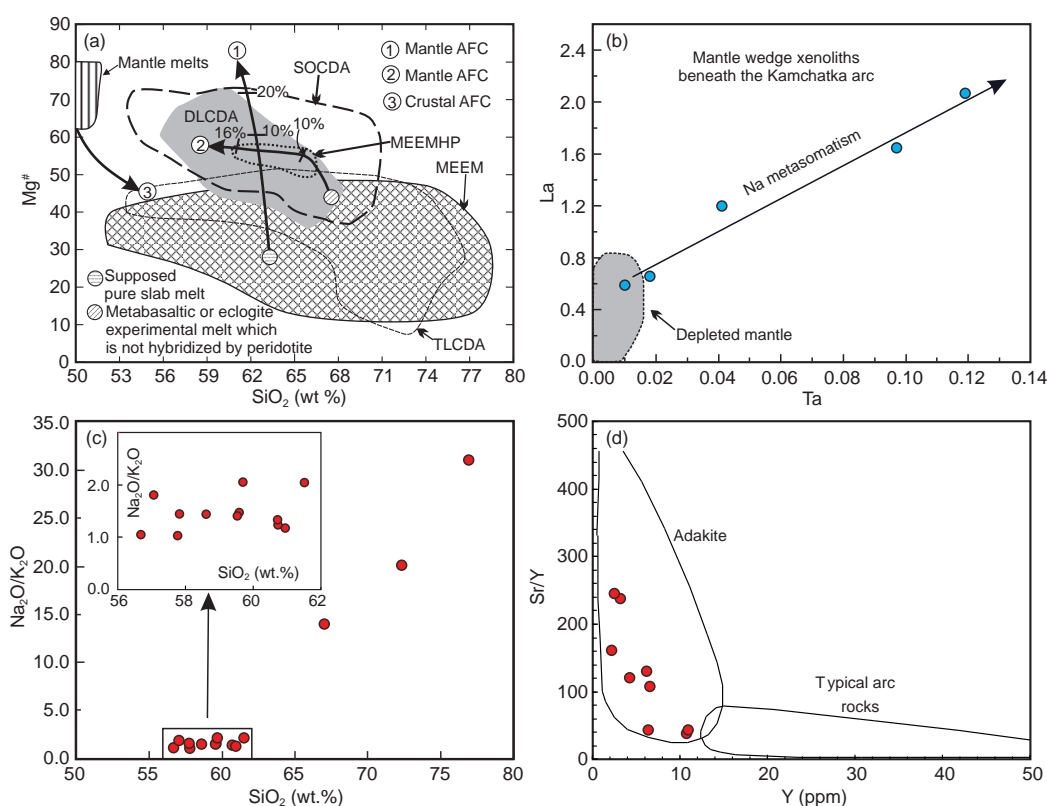 (a)
90
80
70
60
50
40
30
20
10
0
Mg#
50
53
56
59
61
63
65
68
71
74
77
80
SiO2 (wt %)
Mantle melts
① Mantle AFC
② Mantle AFC
③ Crustal AFC
1
2
3
SOCDA
20%
DLCDA
16%
10%
10%
MEEMHP
MEEM
Supposed
pure slab melt
Metabasaltic or eclogite
experimental melt which
is not hybridized by peridotite
TLCDA
(b)
2.4
2.0
1.6
1.2
0.8
0.4
0.0
La
0.00
0.02
0.04
0.06
0.08
0.10
0.12
0.14
Ta
Mantle wedge xenoliths
beneath the Kamchatka arc
Na metasomatism
Depleted mantle
(c)
35.0
30.0
25.0
20.0
15.0
10.0
5.0
0.0
Na2O/K2O
50
55
60
65
70
75
80
SiO2 (wt.%)
2.0
1.0
0.0
Na2O/K2O
56
58
60
62
SiO2 (wt.%)
(d)
500
400
300
200
100
0
Sr/Y
0
10
20
30
40
50
Y (ppm)
Adakite
Typical arc
rocks